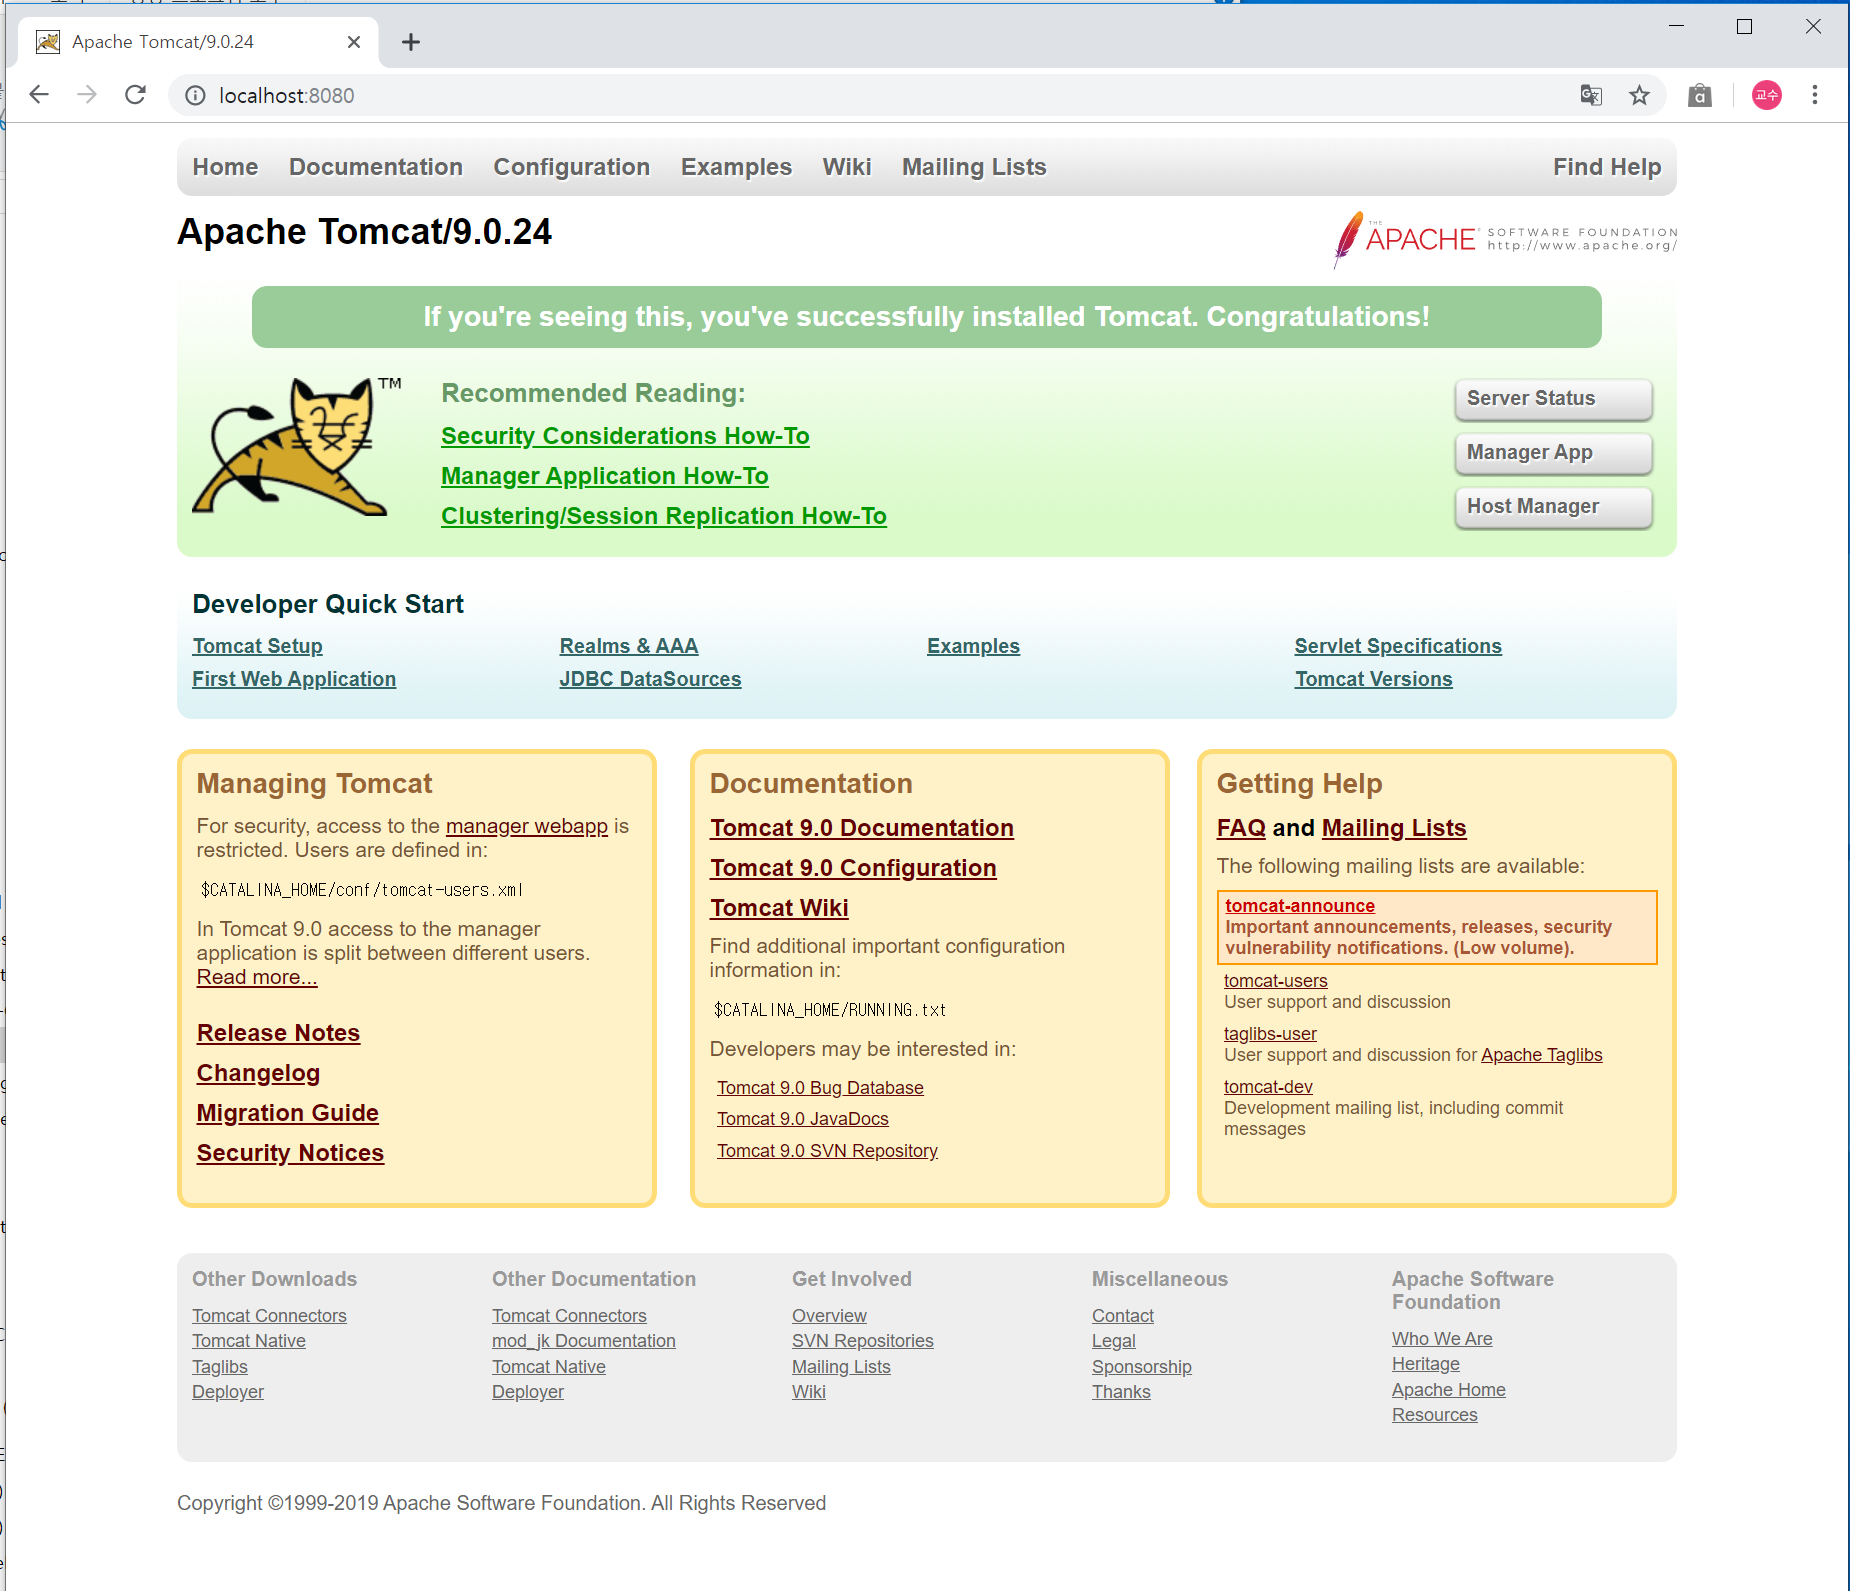 Apache Tomcat/9.0.24
localhost:8080
교수
Home Documentation Configuration Examples Wiki Mailing Lists Find Help
Apache Tomcat/9.0.24
THE APACHE SOFTWARE FOUNDATION
http://www.apache.org/
If you're seeing this, you've successfully installed Tomcat. Congratulations!
TM
Recommended Reading:
Security Considerations How-To
Manager Application How-To
Clustering/Session Replication How-To
Server Status
Manager App
Host Manager
Developer Quick Start
Tomcat Setup
First Web Application
Realms & AAA
JDBC DataSources
Examples
Servlet Specifications
Tomcat Versions
Managing Tomcat
For security, access to the manager webapp is
restricted. Users are defined in:
$CATALINA_HOME/conf/tomcat-users.xml
In Tomcat 9.0 access to the manager
application is split between different users.
Read more...
Release Notes
Changelog
Migration Guide
Security Notices
Documentation
Tomcat 9.0 Documentation
Tomcat 9.0 Configuration
Tomcat Wiki
Find additional important configuration
information in:
$CATALINA_HOME/RUNNING.txt
Developers may be interested in:
Tomcat 9.0 Bug Database
Tomcat 9.0 JavaDocs
Tomcat 9.0 SVN Repository
Getting Help
FAQ and Mailing Lists
The following mailing lists are available:
tomcat-announce
Important announcements, releases, security
vulnerability notifications. (Low volume).
tomcat-users
User support and discussion
taglibs-user
User support and discussion for Apache Taglibs
tomcat-dev
Development mailing list, including commit
messages
Other Downloads
Tomcat Connectors
Tomcat Native
Taglibs
Deployer
Other Documentation
Tomcat Connectors
mod_jk Documentation
Tomcat Native
Deployer
Get Involved
Overview
SVN Repositories
Mailing Lists
Wiki
Miscellaneous
Contact
Legal
Sponsorship
Thanks
Apache Software
Foundation
Who We Are
Heritage
Apache Home
Resources
Copyright ©1999-2019 Apache Software Foundation. All Rights Reserved